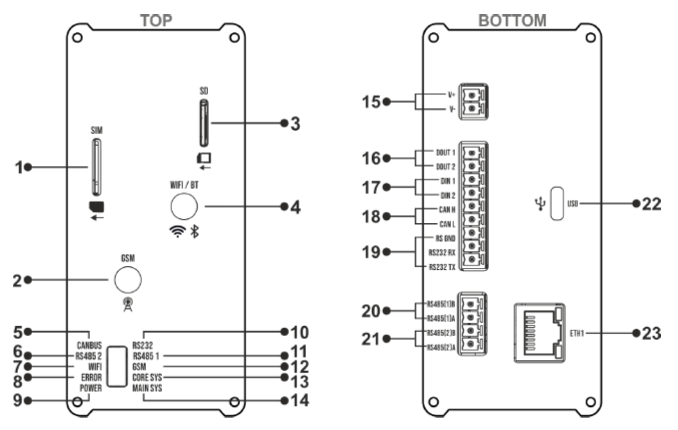 TOP
SD
3
SIM
1
WIFI / BT
4
GSM
2
5
10
CANBUS
RS232
6
RS485 2
RS485 1
11
7
WIFI
GSM
12
8
ERROR
CORE SYS
13
POWER
MAIN SYS
9
14
BOTTOM
15
V+
V-
16
DOUT 1
DOUT 2
17
DIN 1
DIN 2
18
CAN H
CAN L
19
RS GND
RS232 RX
RS232 TX
USB
22
20
RS485(1)B
RS485(1)A
21
RS485(2)B
RS485(2)A
ETH1
23